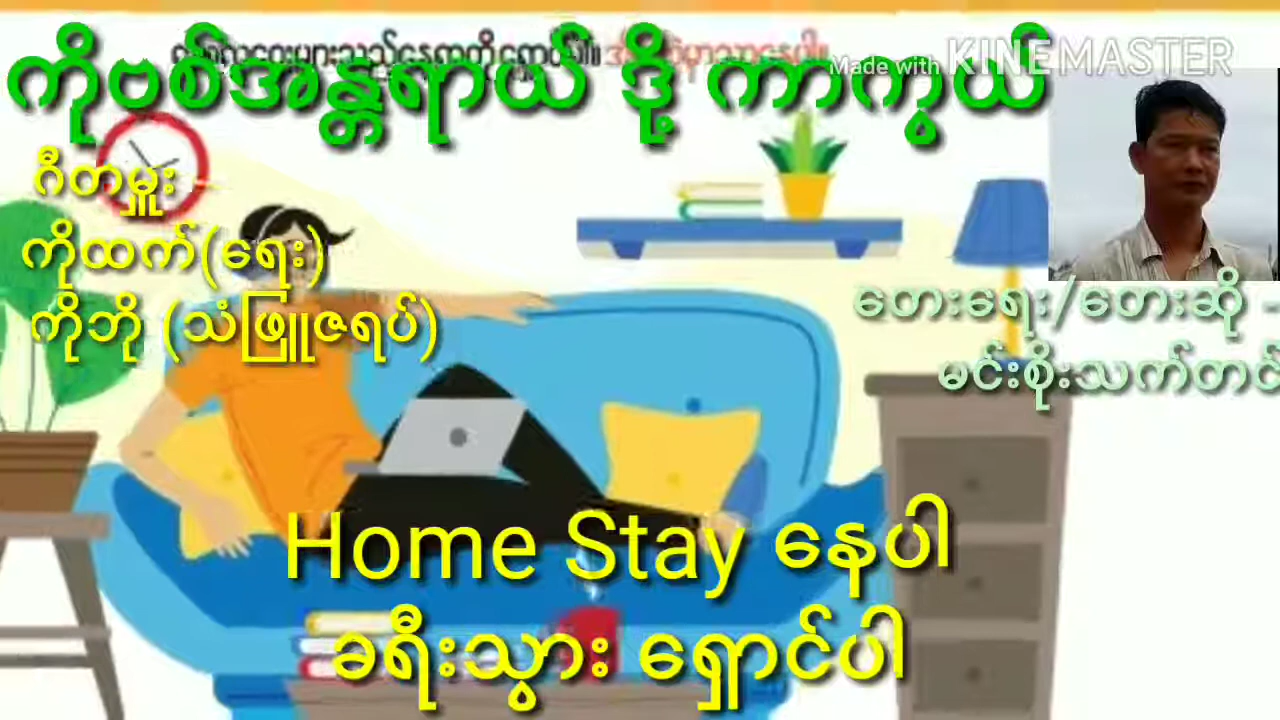 Made with KINEMASTER
ကိုဗစ်အန္တရာယ် ဒို့ ကာကွယ်
ဂီတမှူး
ကိုထက်(ရေး)
ကိုဘို (သံဖြူဇရပ်)
တေးရေး/တေးဆို -
မင်းစိုးသက်တင်
Home Stay နေပါ
ခရီးသွား ရှောင်ပါ